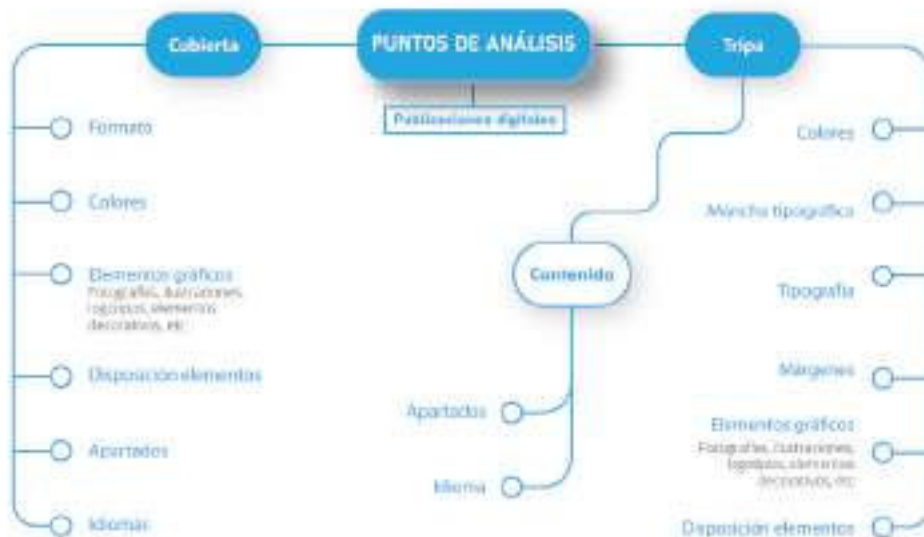 Cubierta
PUNTOS DE ANÁLISIS
Tripa
Publicaciones digitales
Formato
Colores
Elementos gráficos
Fotografías, ilustraciones,
logotipos, elementos
decorativos, etc
Disposición elementos
Apartados
Idiomas
Contenido
Apartados
Idioma
Colores
Mancha tipográfica
Tipografía
Márgenes
Elementos gráficos
Fotografías, ilustraciones,
logotipos, elementos
decorativos, etc
Disposición elementos